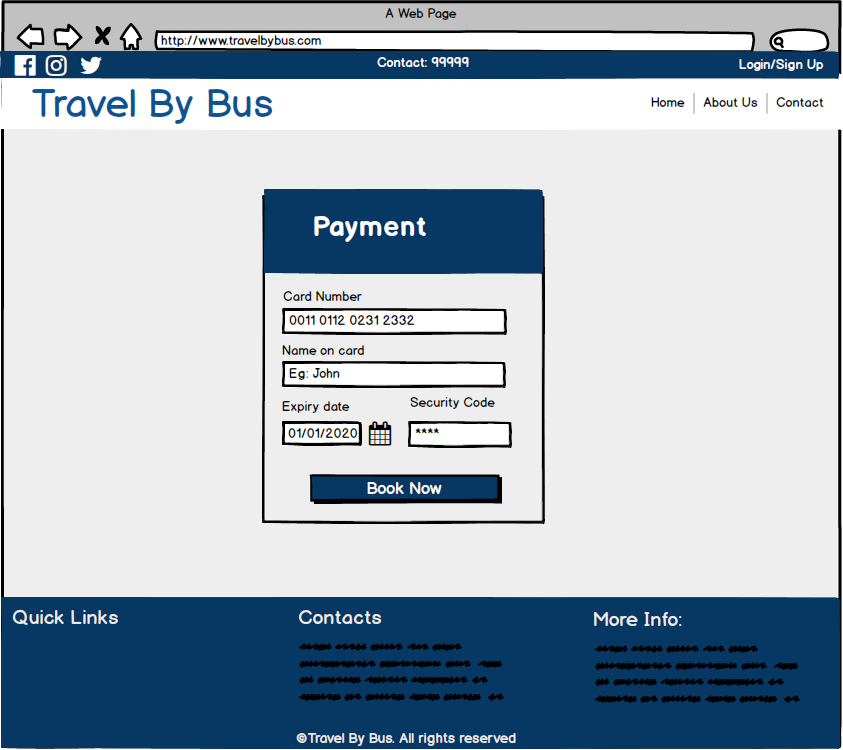 A Web Page
http://www.travelbybus.com
Contact: 99999
Login/Sign Up
Travel By Bus
Home
About Us
Contact
Payment
Card Number
0011 0112 0231 2332
Name on card
Eg: John
Expiry date
Security Code
01/01/2020
****
Book Now
Quick Links
Contacts
More Info:
©Travel By Bus. All rights reserved